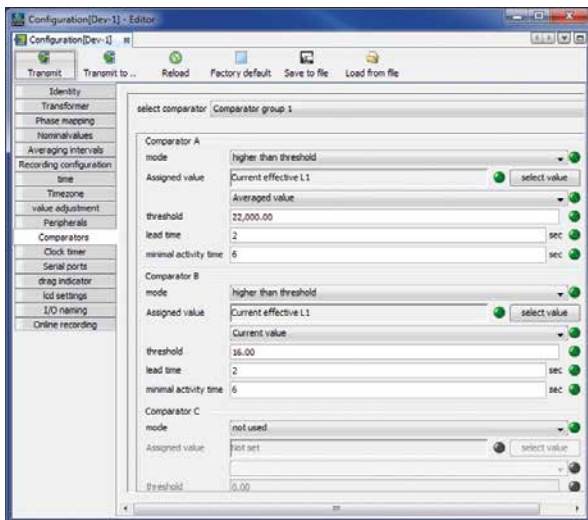 Configuration[Dev-1] - Editor
Configuration[Dev-1]
Transmit Transmit to ... Reload Factory default Save to file Load from file
Identity
Transformer
Phase mapping
Nominalvalues
Averaging intervals
Recording configuration
time
Timezone
value adjustment
Peripherals
Comparators
Clock timer
Serial ports
drag indicator
lcd settings
I/O naming
Online recording
select comparator Comparator group 1
Comparator A
mode higher than threshold
Assigned value Current effective L1 select value
Averaged value
threshold 22,000.00
lead time 2 sec
minimal activity time 6 sec
Comparator B
mode higher than threshold
Assigned value Current effective L1 select value
Current value
threshold 16.00
lead time 2 sec
minimal activity time 6 sec
Comparator C
mode not used
Assigned value Not set select value
threshold 0.00